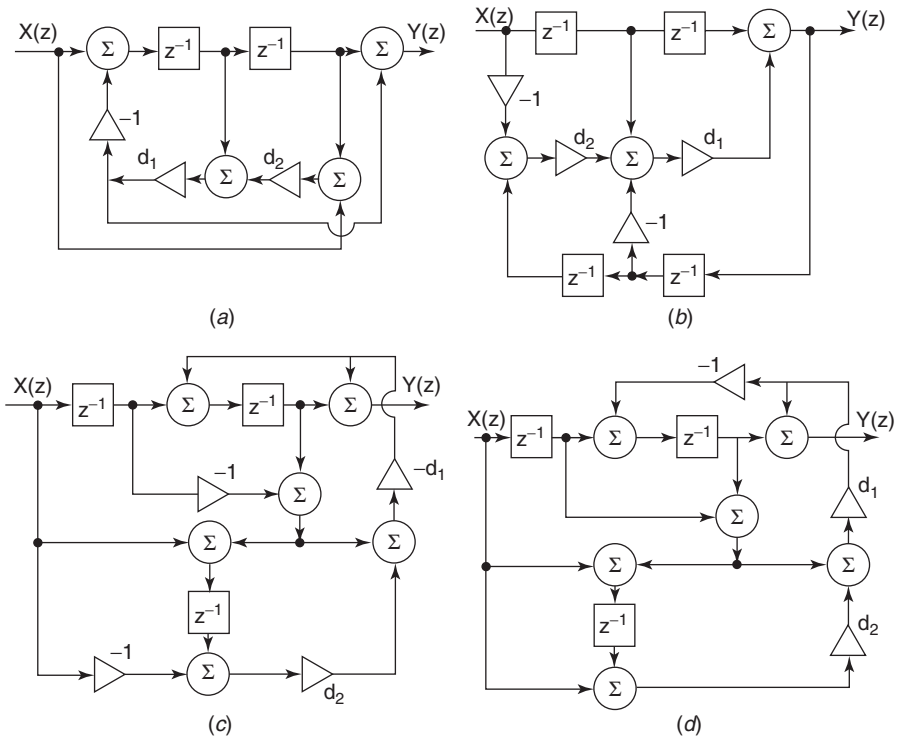 X(z) Σ z⁻¹ z⁻¹ Σ Y(z)
–1
d₁ Σ d₂ Σ
(a)
X(z) z⁻¹ z⁻¹ Σ Y(z)
–1
Σ d₂ Σ d₁
–1
z⁻¹ z⁻¹
(b)
X(z) z⁻¹ Σ z⁻¹ Σ Y(z)
–1 Σ –d₁
Σ Σ
z⁻¹
–1 Σ d₂
(c)
–1
X(z) z⁻¹ Σ z⁻¹ Σ Y(z)
Σ d₁
Σ Σ
z⁻¹ d₂
Σ
(d)